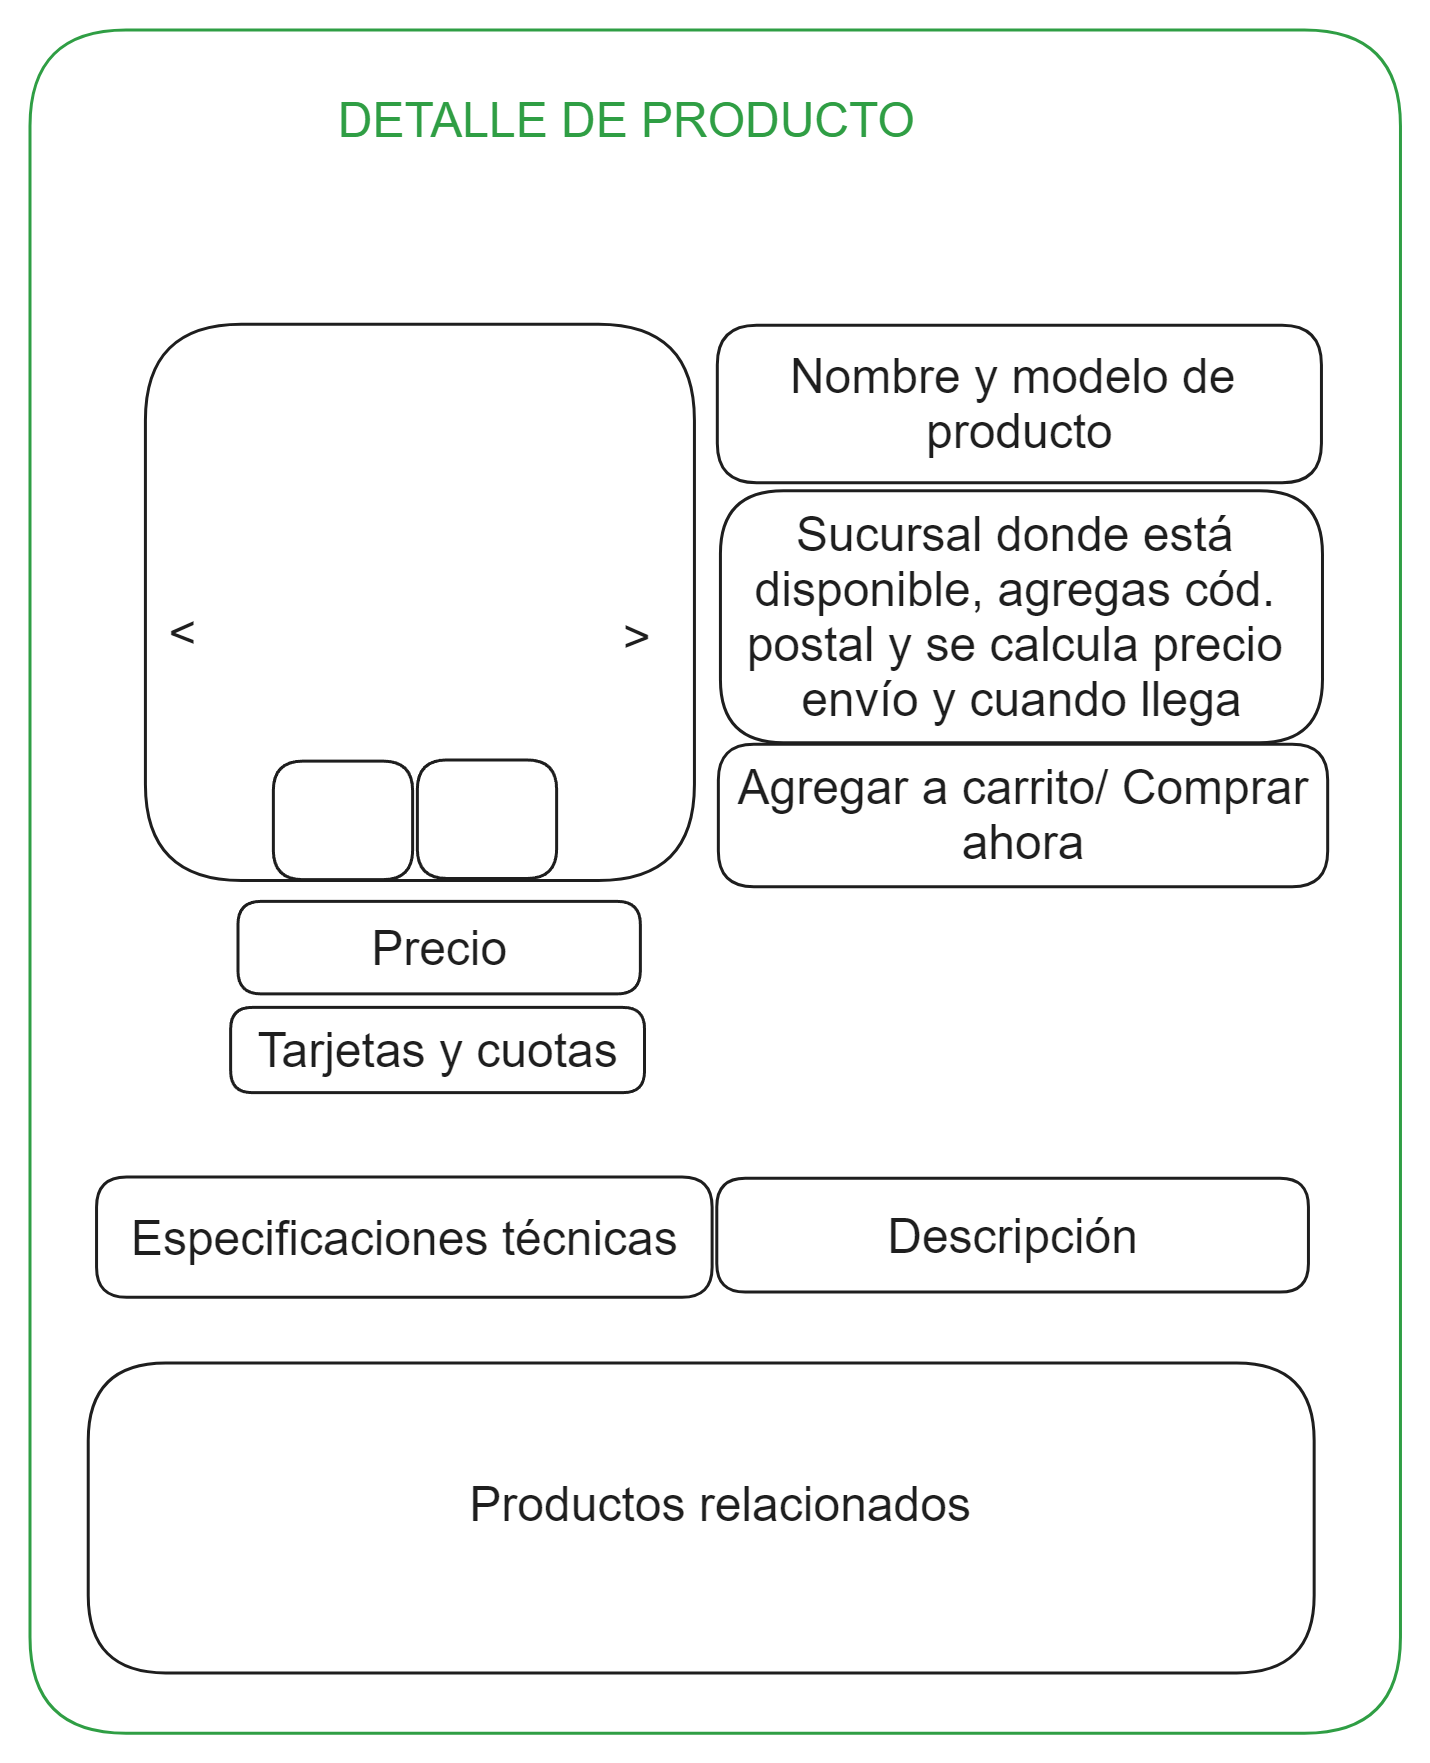 DETALLE DE PRODUCTO
Nombre y modelo de
producto
Sucursal donde está
disponible, agregas cód.
postal y se calcula precio
envío y cuando llega
<
>
Agregar a carrito/ Comprar
ahora
Precio
Tarjetas y cuotas
Especificaciones técnicas
Descripción
Productos relacionados